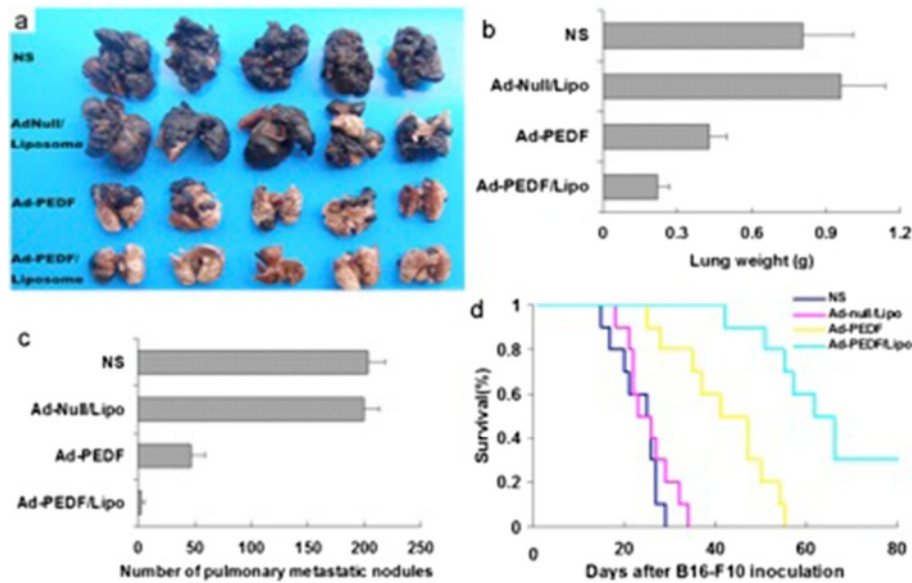 a
NS
AdNull/
Liposome
Ad-PEDF
Ad-PEDF/
Liposome
b
NS
Ad-Null/Lipo
Ad-PEDF
Ad-PEDF/Lipo
0 0.3 0.6 0.9 1.2
Lung weight (g)
c
NS
Ad-Null/Lipo
Ad-PEDF
Ad-PEDF/Lipo
0 50 100 150 200 250
Number of pulmonary metastatic nodules
d
NS
Ad-null/Lipo
Ad-PEDF
Ad-PEDF/Lipo
Survival(%)
1
0.8
0.6
0.4
0.2
0
0 20 40 60 80
Days after B16-F10 inoculation